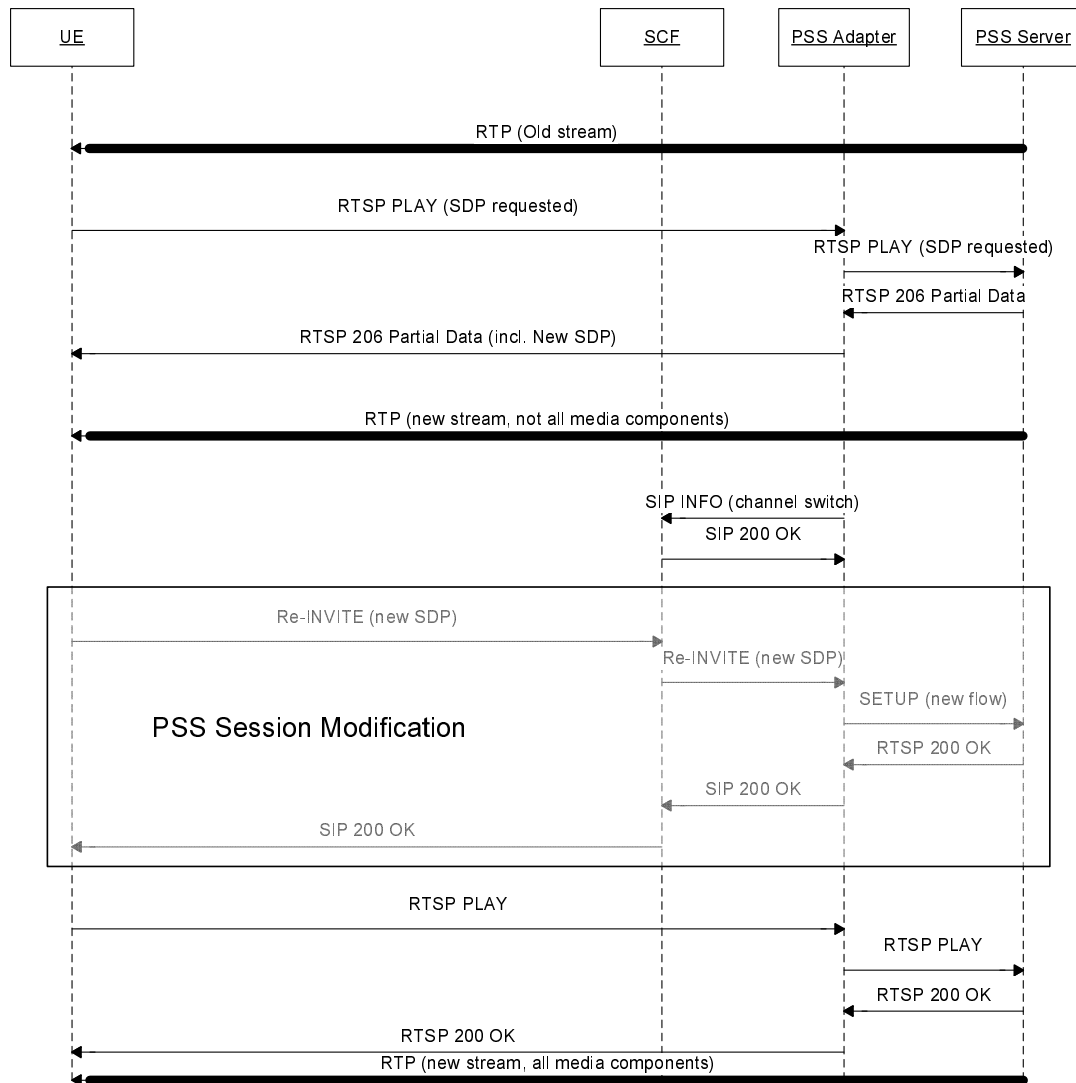 UE SCF PSS Adapter PSS Server
RTP (Old stream)
RTSP PLAY (SDP requested)
RTSP PLAY (SDP requested)
RTSP 206 Partial Data
RTSP 206 Partial Data (incl. New SDP)
RTP (new stream, not all media components)
SIP INFO (channel switch)
SIP 200 OK
Re-INVITE (new SDP)
Re-INVITE (new SDP)
SETUP (new flow)
PSS Session Modification
RTSP 200 OK
SIP 200 OK
SIP 200 OK
RTSP PLAY
RTSP PLAY
RTSP 200 OK
RTSP 200 OK
RTP (new stream, all media components)